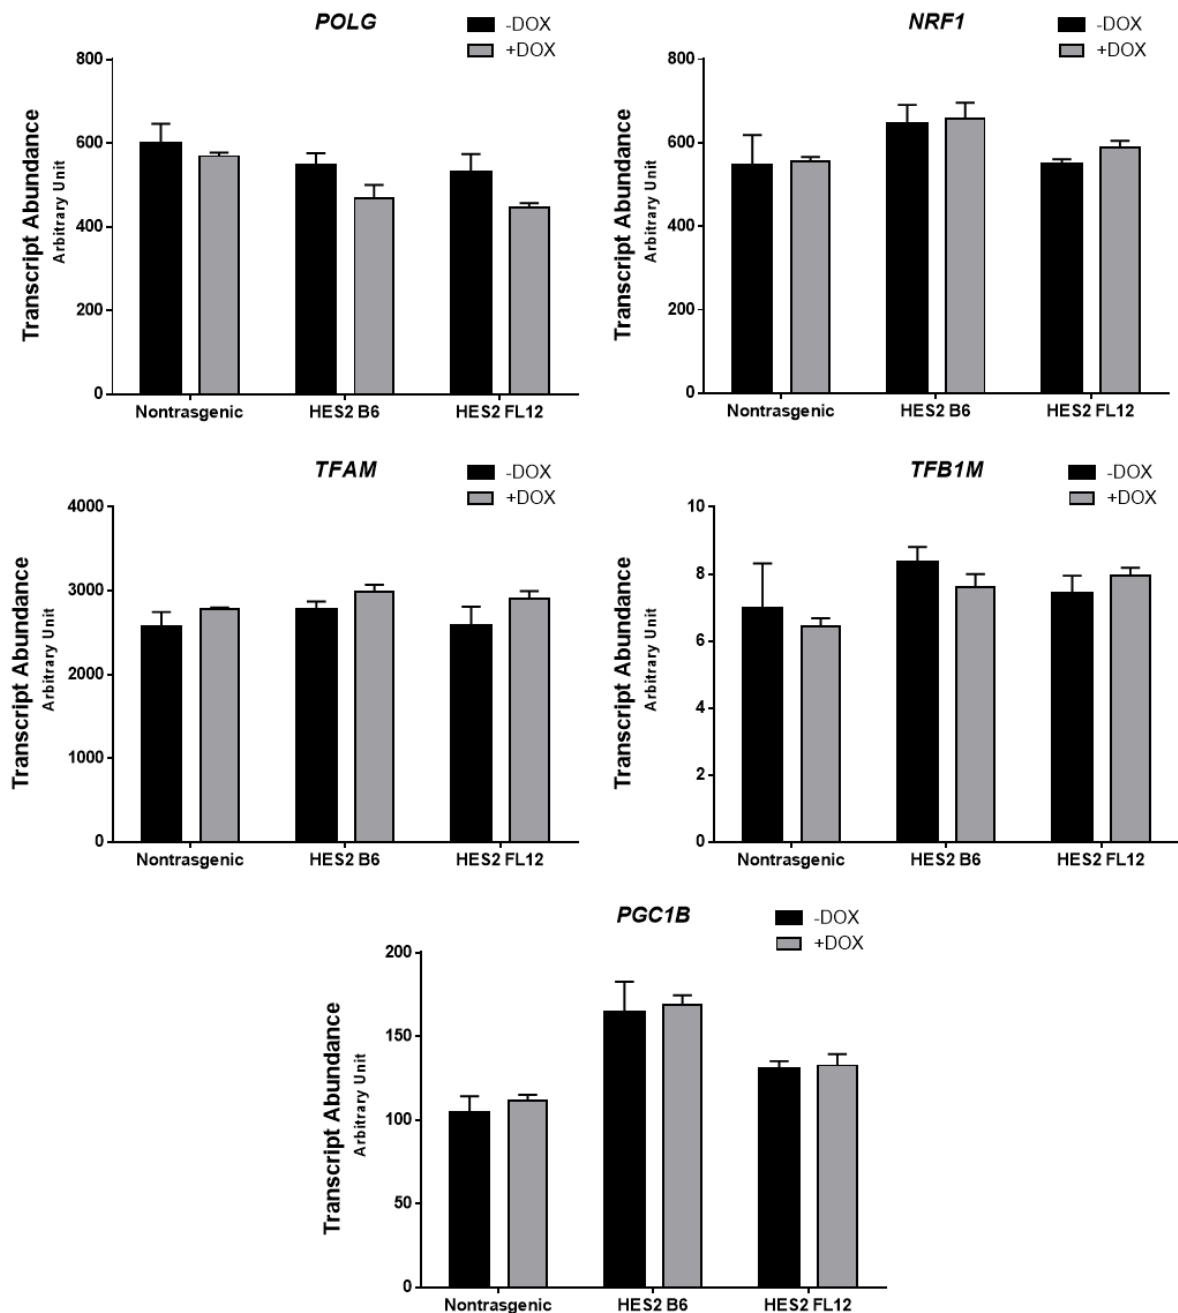 POLG
-DOX
+DOX
Transcript Abundance
Arbitrary Unit
800
600
400
200
0
Nontrasgenic HES2 B6 HES2 FL12
NRF1
-DOX
+DOX
Transcript Abundance
Arbitrary Unit
800
600
400
200
0
Nontrasgenic HES2 B6 HES2 FL12
TFAM
-DOX
+DOX
Transcript Abundance
Arbitrary Unit
4000
3000
2000
1000
0
Nontrasgenic HES2 B6 HES2 FL12
TFB1M
-DOX
+DOX
Transcript Abundance
Arbitrary Unit
10
8
6
4
2
0
Nontrasgenic HES2 B6 HES2 FL12
PGC1B
-DOX
+DOX
Transcript Abundance
Arbitrary Unit
200
150
100
50
0
Nontrasgenic HES2 B6 HES2 FL12